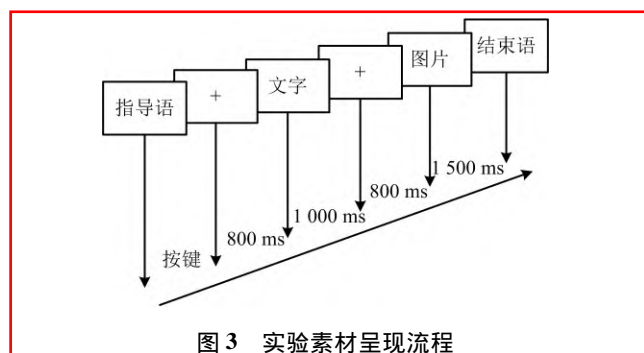 指导语
+
文字
+
图片
结束语
按键
800 ms
1 000 ms
800 ms
1 500 ms
图 3 实验素材呈现流程